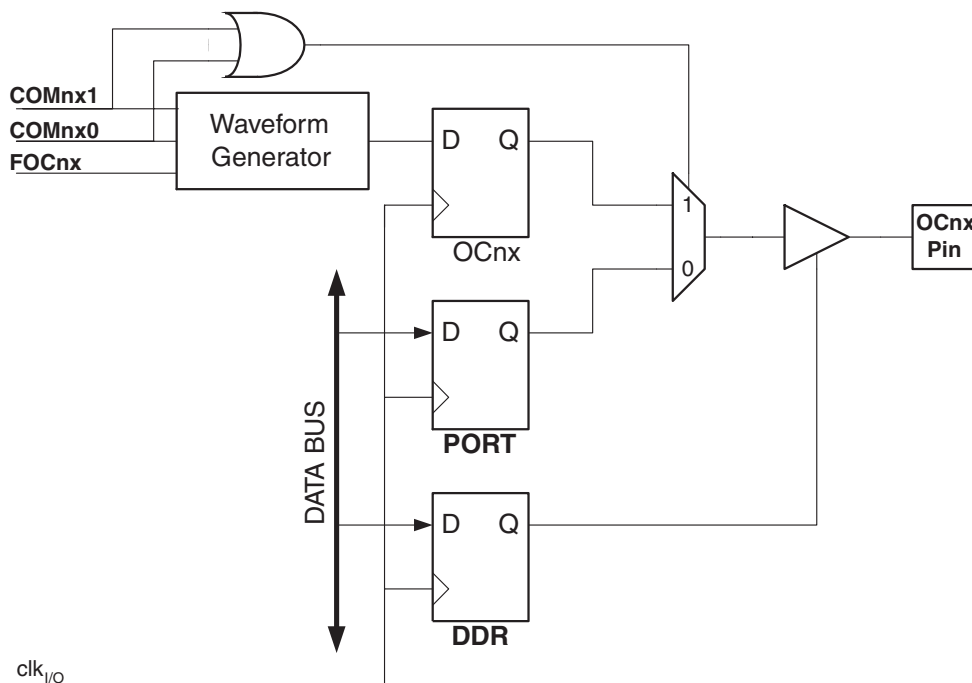 COMnx1
COMnx0
FOCnx
Waveform
Generator
D Q
OCnx
1
0
OCnx
Pin
D Q
PORT
DATA BUS
D Q
DDR
clkI/O